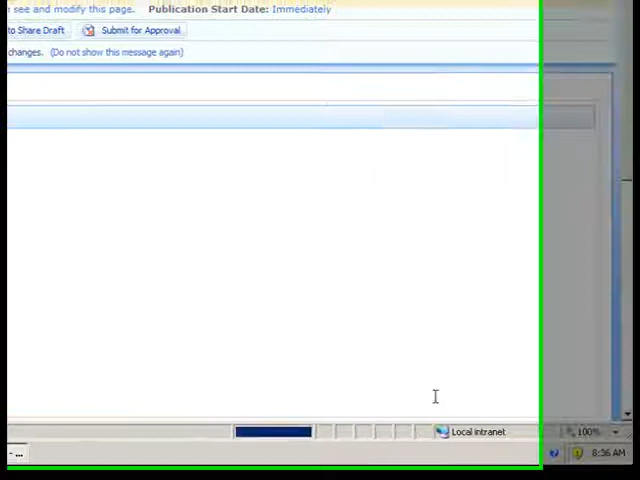 see and modify this page. Publication Start Date: Immediately
to Share Draft Submit for Approval
changes. (Do not show this message again)
Local intranet 100%
- ... 8:36 AM